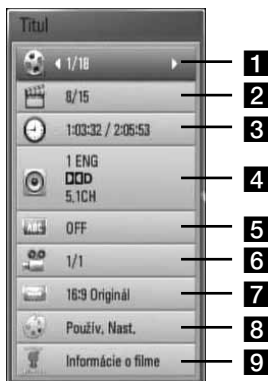 Titul
1/18 1
8/15 2
1:03:32 / 2:05:53 3
1 ENG
D 4
5.1CH
ABC OFF 5
1/1 6
16:9 Originál 7
Použív. Nast. 8
Informácie o filme 9